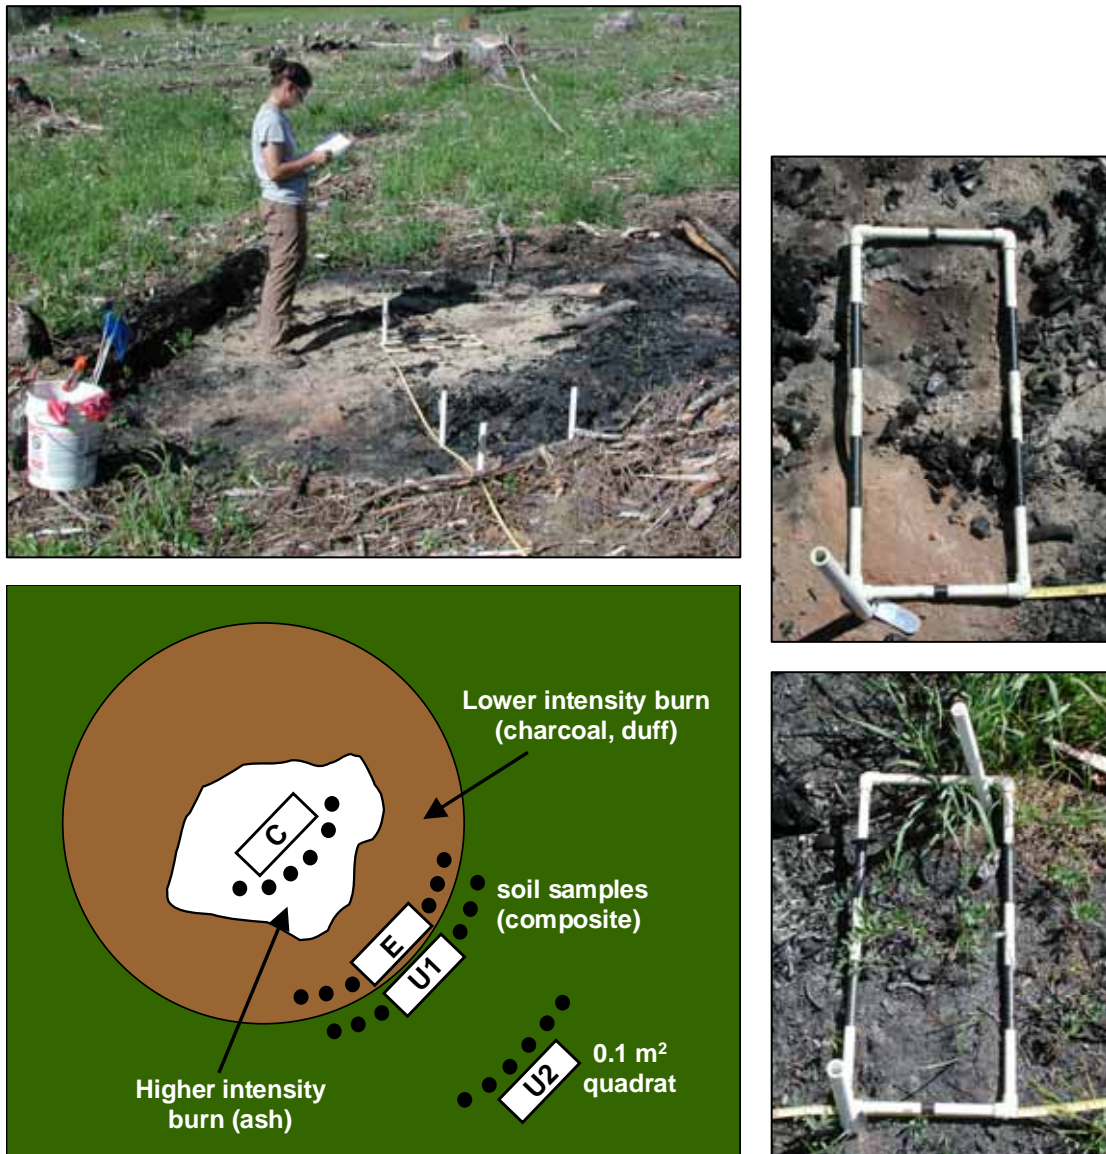 Lower intensity burn
(charcoal, duff)
C
soil samples
(composite)
E
U1
0.1 m²
quadrat
U2
Higher intensity
burn (ash)